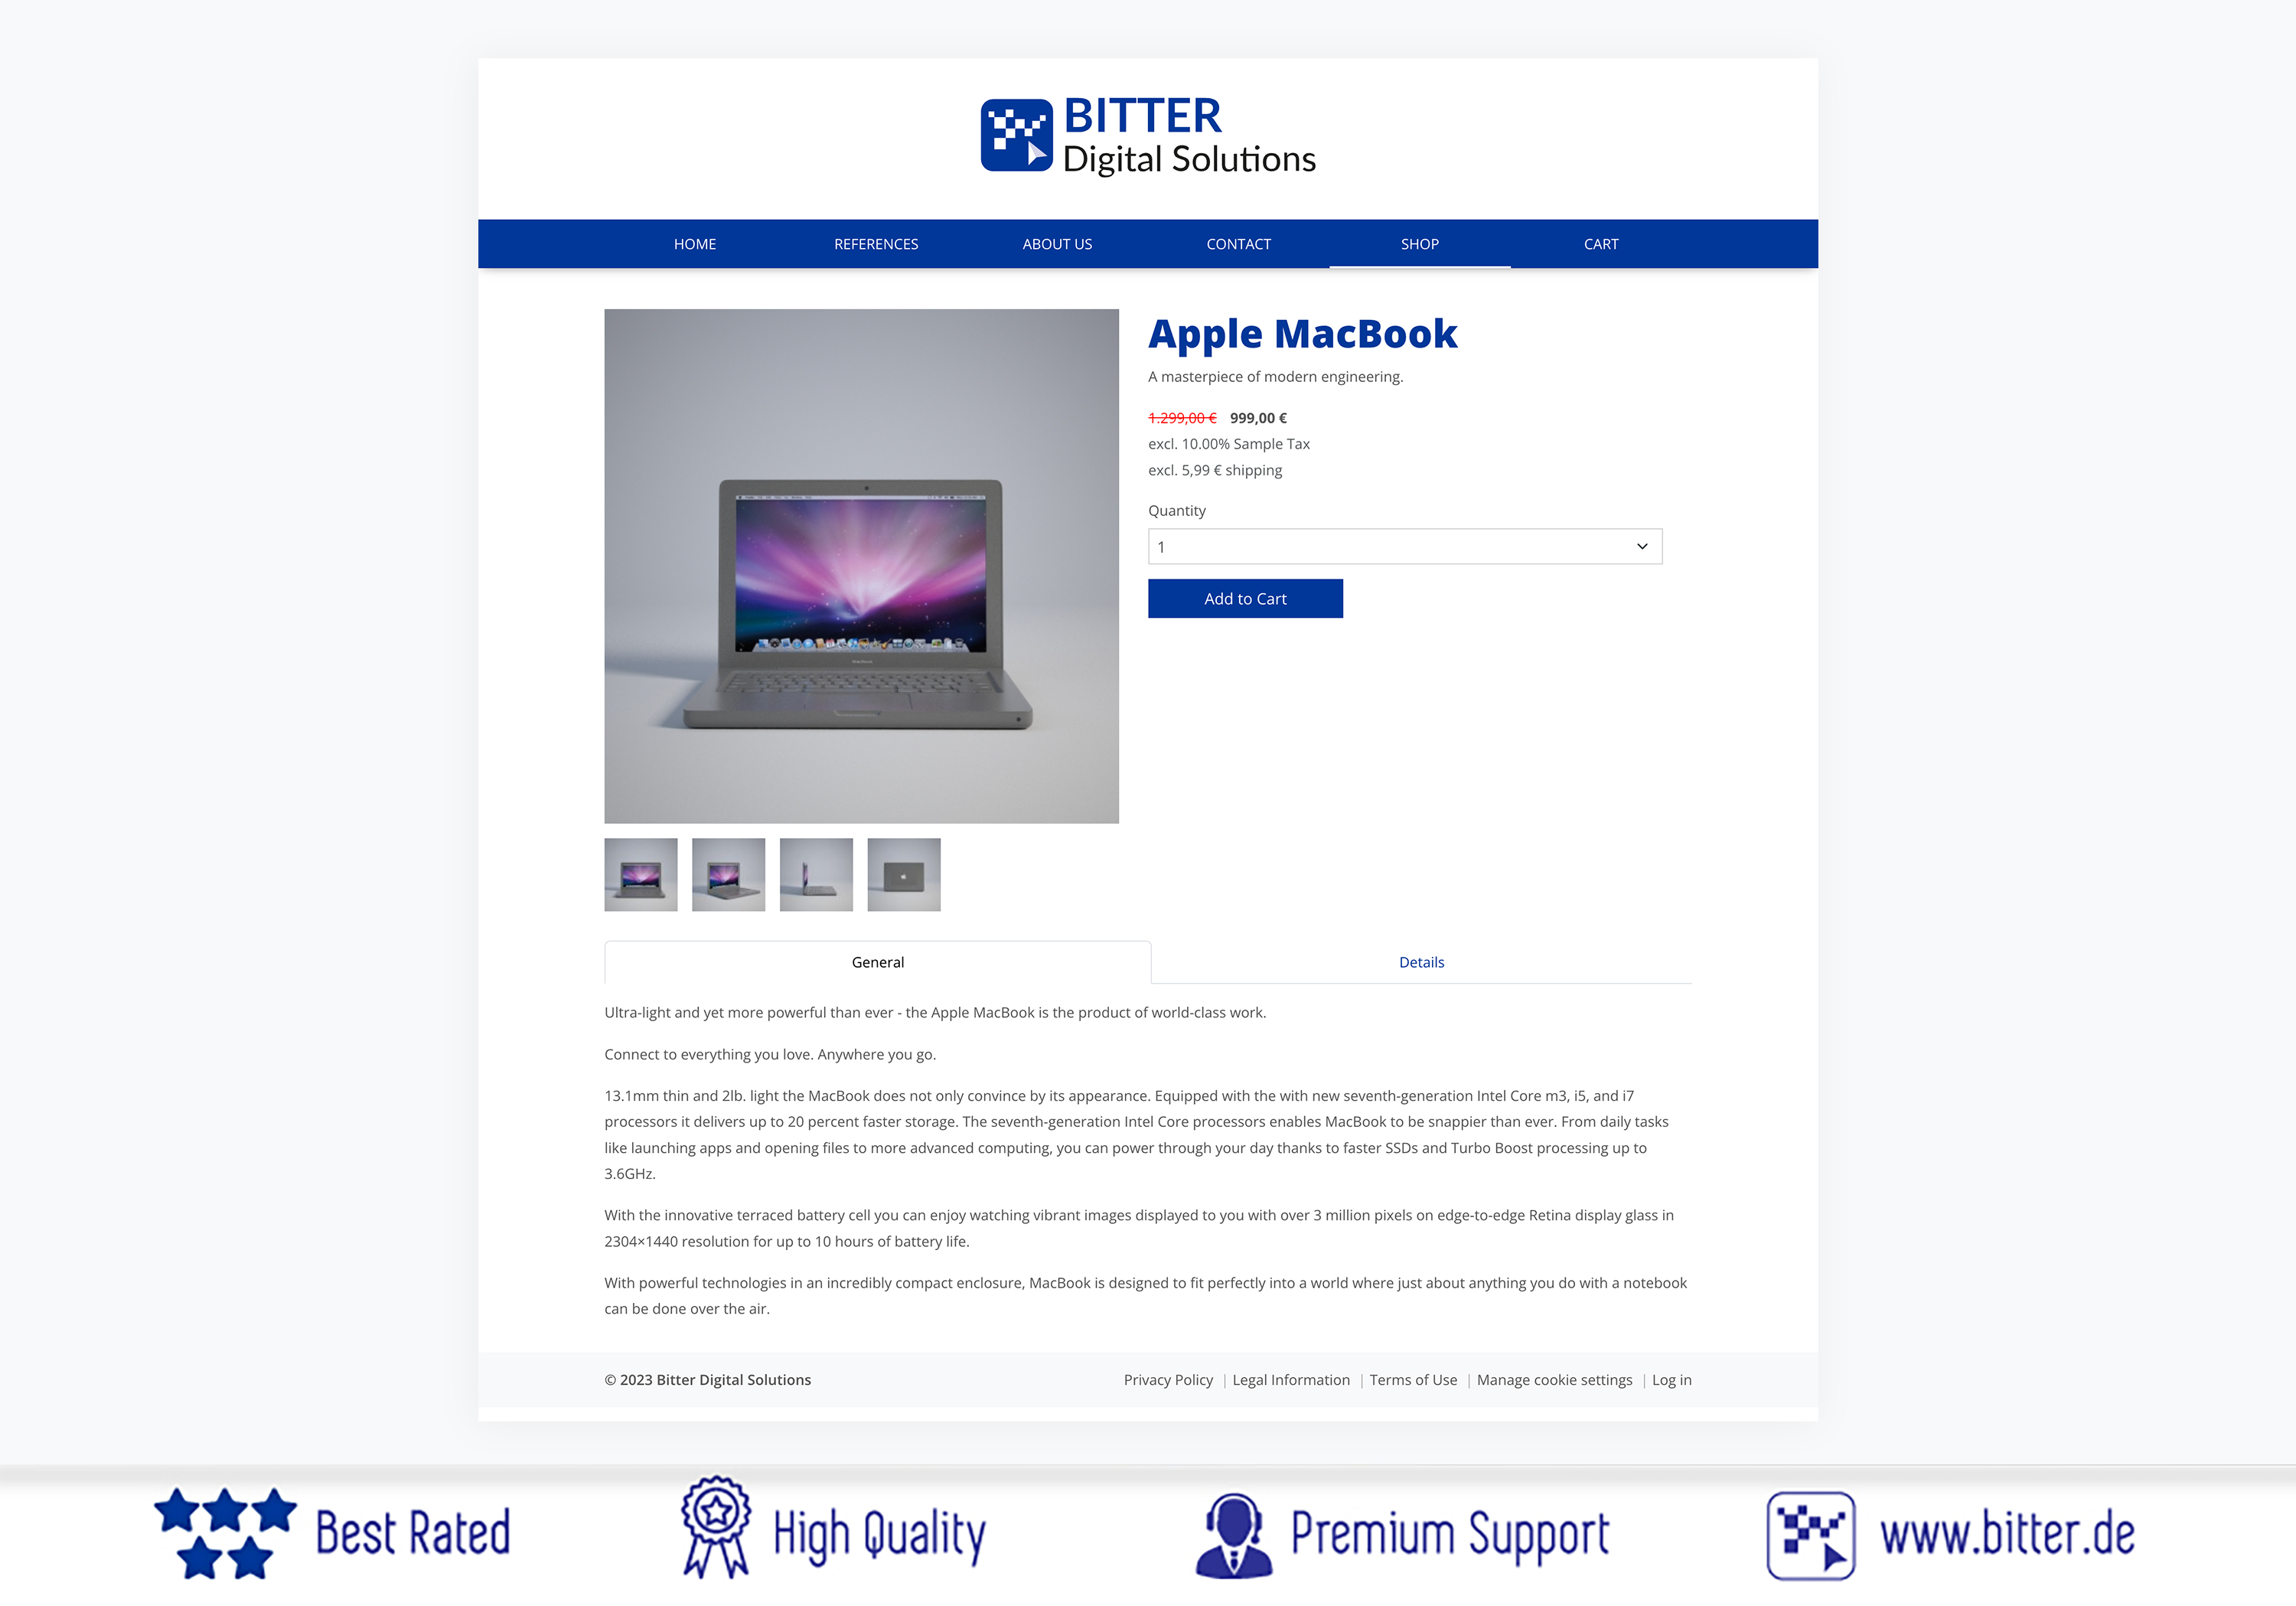 BITTER
Digital Solutions
HOME REFERENCES ABOUT US CONTACT SHOP CART
Apple MacBook
A masterpiece of modern engineering.
1.299,00 € 999,00 €
excl. 10.00% Sample Tax
excl. 5,99 € shipping
Quantity
1
Add to Cart
MacBook
General Details
Ultra-light and yet more powerful than ever - the Apple MacBook is the product of world-class work.
Connect to everything you love. Anywhere you go.
13.1mm thin and 2lb. light the MacBook does not only convince by its appearance. Equipped with the with new seventh-generation Intel Core m3, i5, and i7
processors it delivers up to 20 percent faster storage. The seventh-generation Intel Core processors enables MacBook to be snappier than ever. From daily tasks
like launching apps and opening files to more advanced computing, you can power through your day thanks to faster SSDs and Turbo Boost processing up to
3.6GHz.
With the innovative terraced battery cell you can enjoy watching vibrant images displayed to you with over 3 million pixels on edge-to-edge Retina display glass in
2304×1440 resolution for up to 10 hours of battery life.
With powerful technologies in an incredibly compact enclosure, MacBook is designed to fit perfectly into a world where just about anything you do with a notebook
can be done over the air.
© 2023 Bitter Digital Solutions Privacy Policy | Legal Information | Terms of Use | Manage cookie settings | Log in
Best Rated High Quality Premium Support www.bitter.de